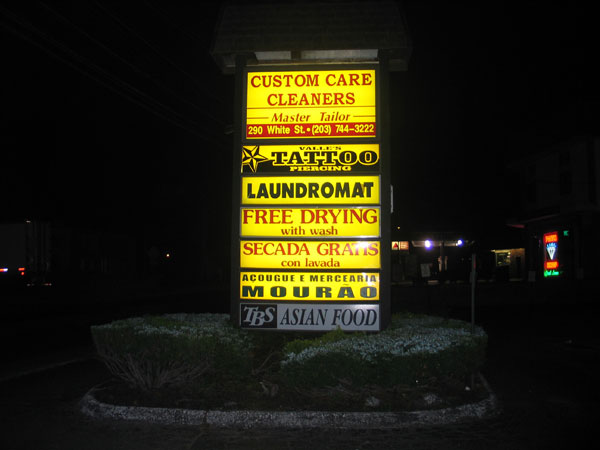 CUSTOM CARE
CLEANERS
Master Tailor
290 White St. • (203) 744-3222
VALLE'S
TATTOO
PIERCING
LAUNDROMAT
FREE DRYING
with wash
SECADA GRATIS
con lavada
AÇOUGUE E MERCEARIA
MOURÃO
TBS ASIAN FOOD